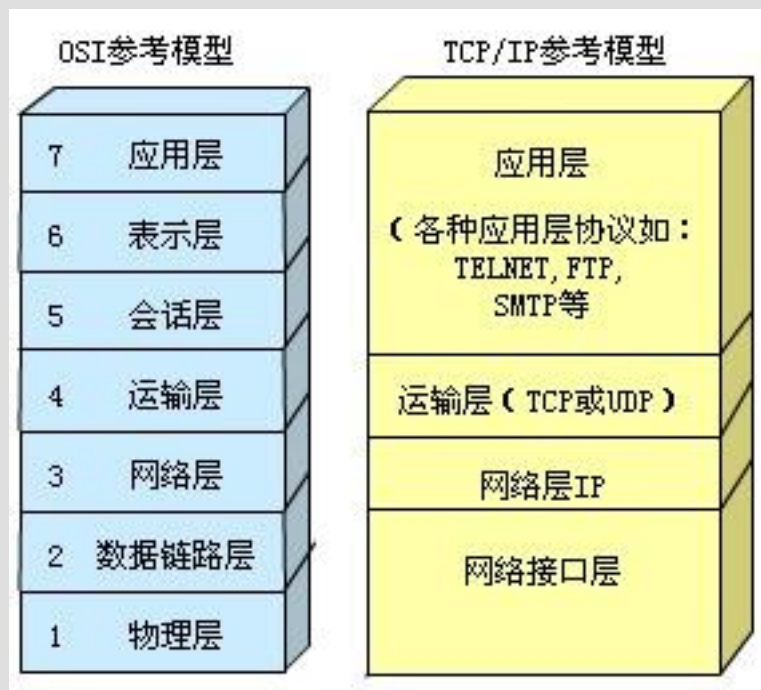 OSI参考模型
7 应用层
6 表示层
5 会话层
4 运输层
3 网络层
2 数据链路层
1 物理层
TCP/IP参考模型
应用层
(各种应用层协议如:
TELNET, FTP,
SMTP等
运输层(TCP或UDP)
网络层IP
网络接口层